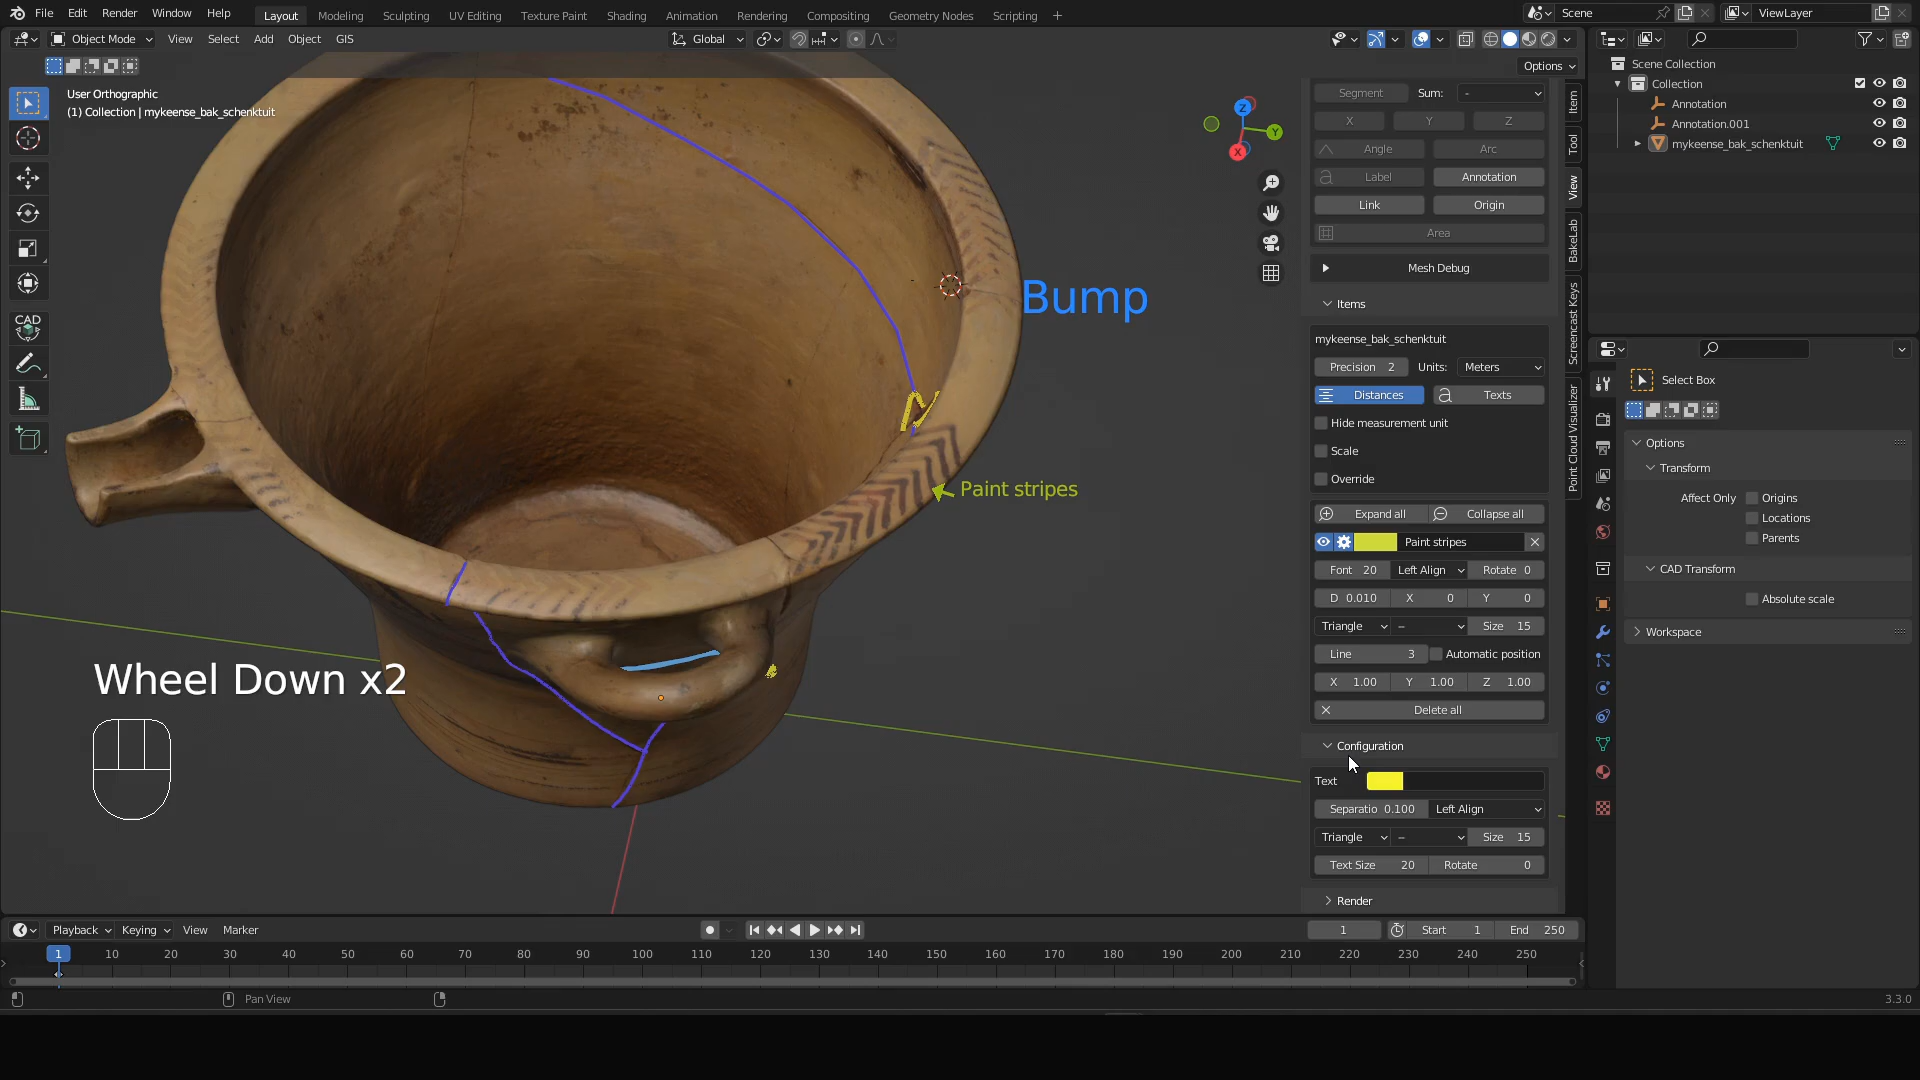 File Edit Render Window Help Layout Modeling Sculpting UV Editing Texture Paint Shading Animation Rendering Compositing Geometry Nodes Scripting + Scene ViewLayer
Object Mode View Select Add Object GIS Global
Options
User Orthographic
(1) Collection | mykeense_bak_schenktuit
Z
Y
X
CAD
Bump
Paint stripes
Wheel Down x2
Segment Sum: -
X Y Z
Angle Arc
Label Annotation
Link Origin
Area
Mesh Debug
Items
mykeense_bak_schenktuit
Precision 2 Units: Meters
Distances Texts
Hide measurement unit
Scale
Override
Expand all Collapse all
Paint stripes
Font 20 Left Align Rotate 0
D 0.010 X 0 Y 0
Triangle -- Size 15
Line 3 Automatic position
X 1.00 Y 1.00 Z 1.00
Delete all
Configuration
Text
Separatio 0.100 Left Align
Triangle -- Size 15
Text Size 20 Rotate 0
Render
Item
Tool
View
BakeLab
Screencast Keys
Point Cloud Visualizer
Scene Collection
Collection
Annotation
Annotation.001
mykeense_bak_schenktuit
Select Box
Options
Transform
Affect Only Origins
Locations
Parents
CAD Transform
Absolute scale
Workspace
Playback Keying View Marker 1 Start 1 End 250
1 10 20 30 40 50 60 70 80 90 100 110 120 130 140 150 160 170 180 190 200 210 220 230 240 250
Pan View 3.3.0